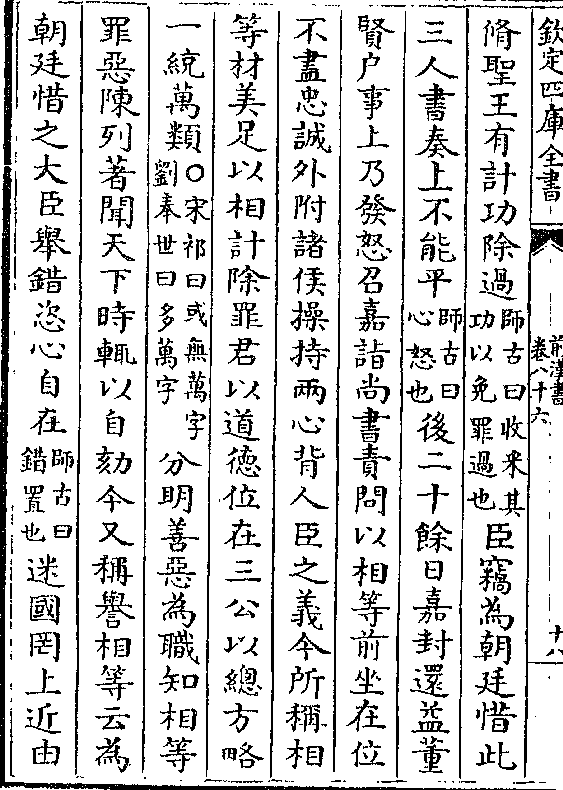 欽定四庫全書
前漢書
卷八十六
十八
脩聖王有計功除過師古曰收采其功以免罪過也臣竊為朝廷惜此
三人書奏上不能平師古曰心怒也後二十餘日嘉封還益董
賢户事上乃發怒召嘉詣尚書責問以相等前坐在位
不盡忠誠外附諸侯操持兩心背人臣之義今所稱相
等材美足以相計除罪君以道德位在三公以總方略
一統萬類○宋祁曰或無萬字劉奉世曰多萬字分明善惡為職知相等
罪惡陳列著聞天下時輒以自劾今又稱譽相等云為
朝廷惜之大臣舉錯恣心自在師古曰錯置也迷國罔上近由